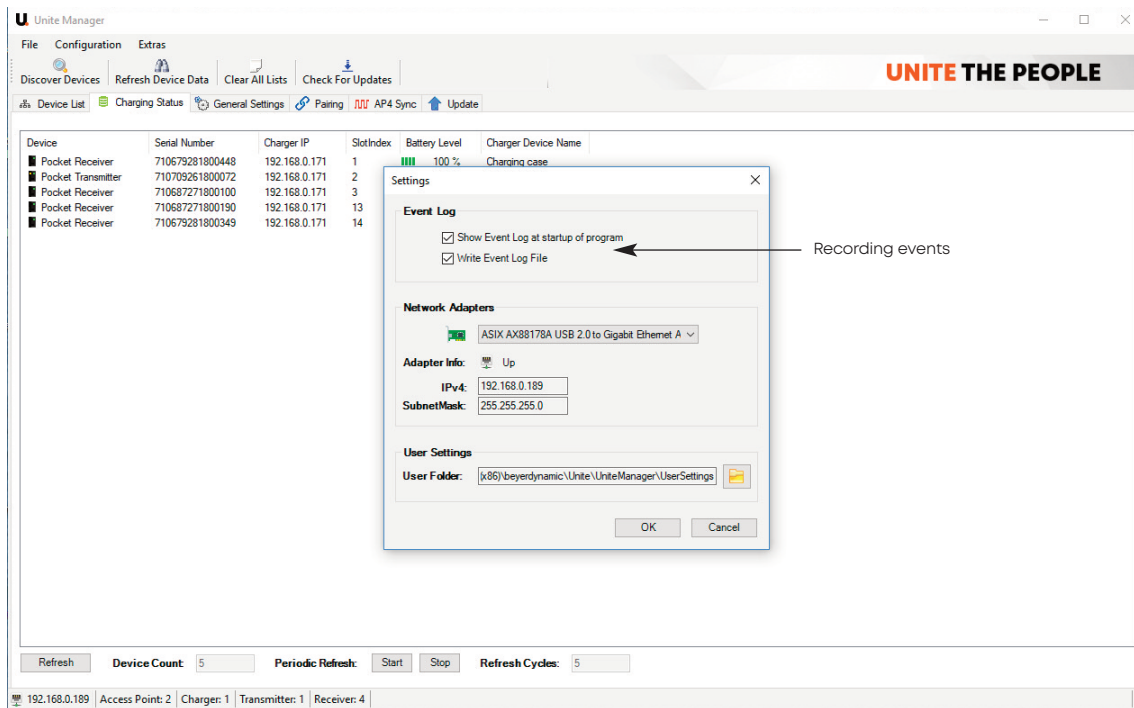 U. Unite Manager
File Configuration Extras
Discover Devices Refresh Device Data Clear All Lists Check For Updates
UNITE THE PEOPLE
Device List Charging Status General Settings Pairing AP4 Sync Update
Device Serial Number Charger IP SlotIndex Battery Level Charger Device Name
Pocket Receiver 710679281800448 192.168.0.171 1 100 % Charging case
Pocket Transmitter 710709261800072 192.168.0.171 2
Pocket Receiver 710687271800100 192.168.0.171 3
Pocket Receiver 710687271800190 192.168.0.171 13
Pocket Receiver 710679281800349 192.168.0.171 14
Settings
Event Log
Show Event Log at startup of program
Write Event Log File
Recording events
Network Adapters
ASIX AX88178A USB 2.0 to Gigabit Ethernet A
Adapter Info: Up
IPv4: 192.168.0.189
SubnetMask: 255.255.255.0
User Settings
User Folder: (x86)\beyerdynamic\Unite\UniteManager\UserSettings
OK Cancel
Refresh Device Count: 5 Periodic Refresh: Start Stop Refresh Cycles: 5
192.168.0.189 Access Point: 2 Charger: 1 Transmitter: 1 Receiver: 4